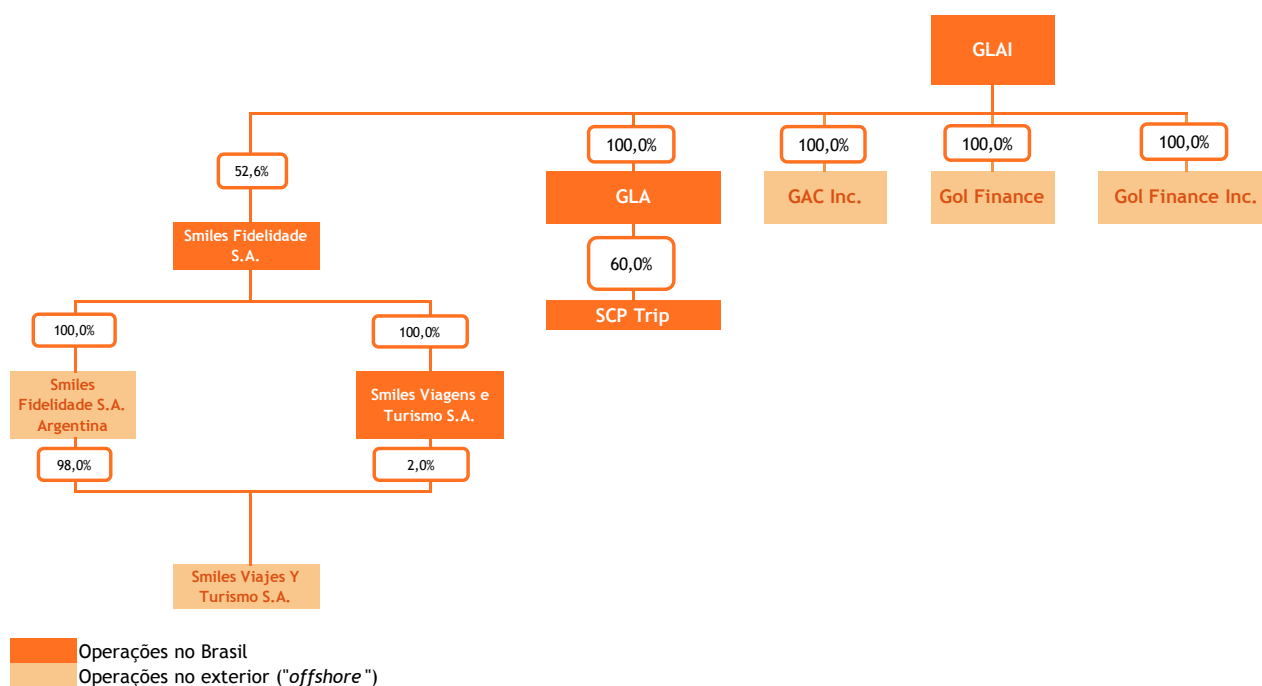 GLAI
52,6%
100,0%
100,0%
100,0%
100,0%
GLA
GAC Inc.
Gol Finance
Gol Finance Inc.
Smiles Fidelidade
S.A.
60,0%
SCP Trip
100,0%
100,0%
Smiles
Fidelidade S.A.
Argentina
Smiles Viagens e
Turismo S.A.
98,0%
2,0%
Smiles Viajes Y
Turismo S.A.
Operações no Brasil
Operações no exterior ("offshore")